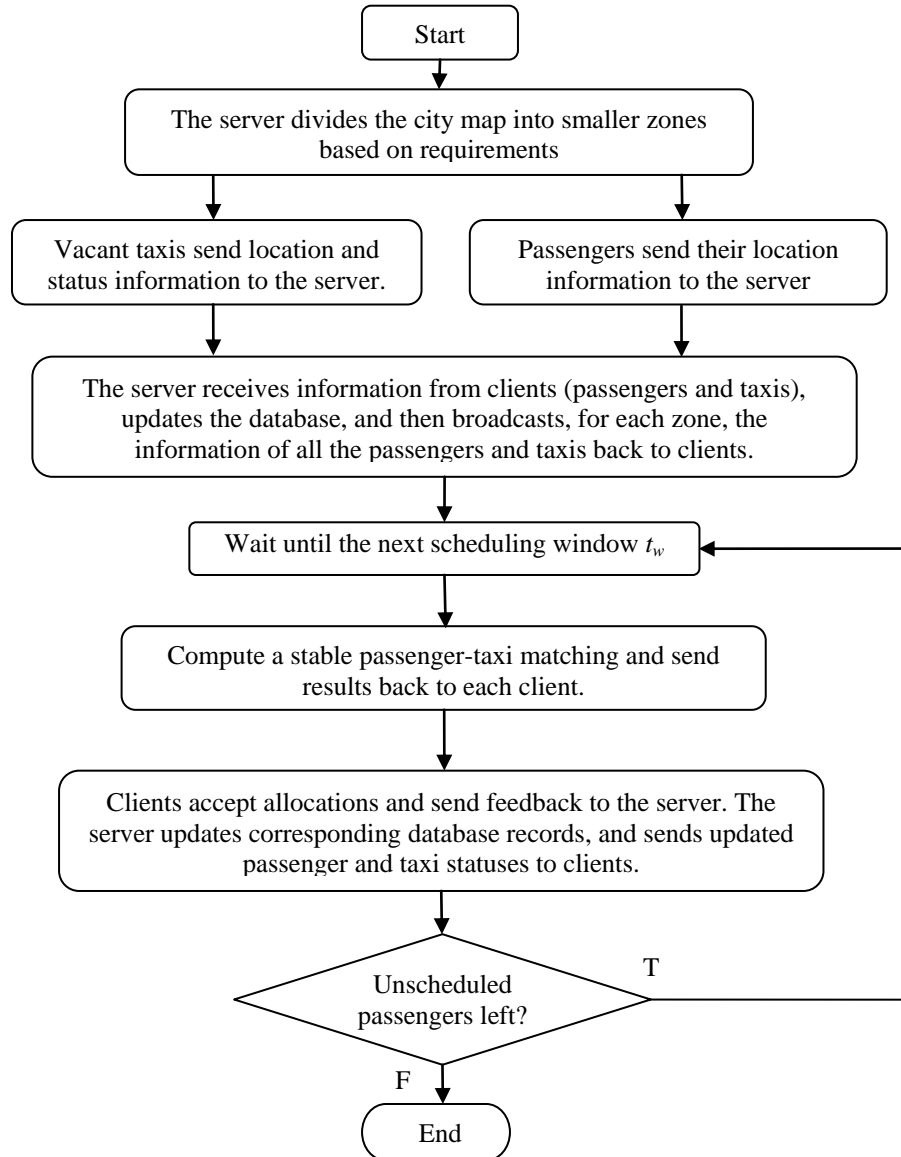 Start
The server divides the city map into smaller zones
based on requirements
Vacant taxis send location and
status information to the server.
Passengers send their location
information to the server
The server receives information from clients (passengers and taxis),
updates the database, and then broadcasts, for each zone, the
information of all the passengers and taxis back to clients.
Wait until the next scheduling window t_w
Compute a stable passenger-taxi matching and send
results back to each client.
Clients accept allocations and send feedback to the server. The
server updates corresponding database records, and sends updated
passenger and taxi statuses to clients.
Unscheduled
passengers left?
T
F
End